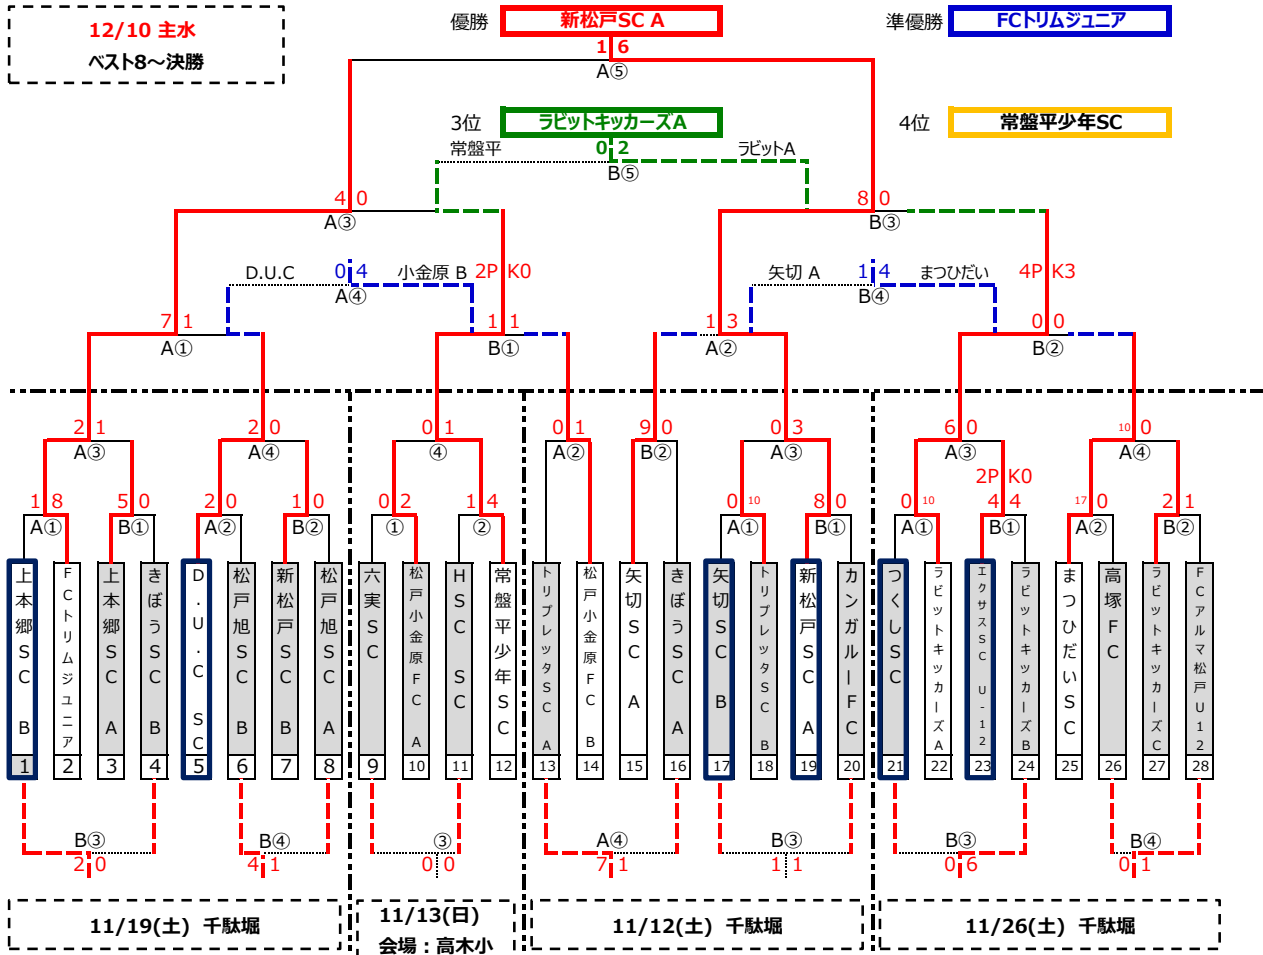 12/10 主水
ベスト8～決勝
優勝 新松戸SC A
準優勝 FCトリムジュニア
1 6
A⑤
3位 ラビットキッカーズA
4位 常盤平少年SC
常盤平 0 2 ラビットA
B⑤
4 0
A③
8 0
B③
D.U.C 0 4 小金原 B
A④
2P K0
矢切 A 1 4 まつひだい
B④
4P K3
7 1
A①
1 1
B①
1 3
A②
0 0
B②
2 1
A③
2 0
A④
0 1
④
0 1
A②
9 0
B②
0 3
A③
6 0
A③
10 0
A④
2P K0
1 8
A①
5 0
B①
2 0
A②
1 0
B②
0 2
①
1 4
②
0 10
A①
8 0
B①
0 10
A①
4 4
B①
17 0
A②
2 1
B②
上本郷SC B
1
FCトリムジュニア
2
上本郷SC A
3
きぼうSC B
4
D.U.C SC
5
松戸旭SC B
6
新松戸SC B
7
松戸旭SC A
8
六実SC
9
松戸小金原FC A
10
HSC SC
11
常盤平少年SC
12
トリプレッタSC A
13
松戸小金原FC B
14
矢切SC A
15
きぼうSC A
16
矢切SC B
17
トリプレッタSC B
18
新松戸SC A
19
カンガルーFC
20
つくしSC
21
ラビットキッカーズA
22
エクサスSC U-12
23
ラビットキッカーズB
24
まつひだいSC
25
高塚FC
26
ラビットキッカーズC
27
FCアルマ松戸U12
28
B③
2 0
B④
4 1
③
0 0
A④
7 1
B③
1 1
B③
0 6
B④
0 1
11/19(土) 千駄堀
11/13(日)
会場：高木小
11/12(土) 千駄堀
11/26(土) 千駄堀